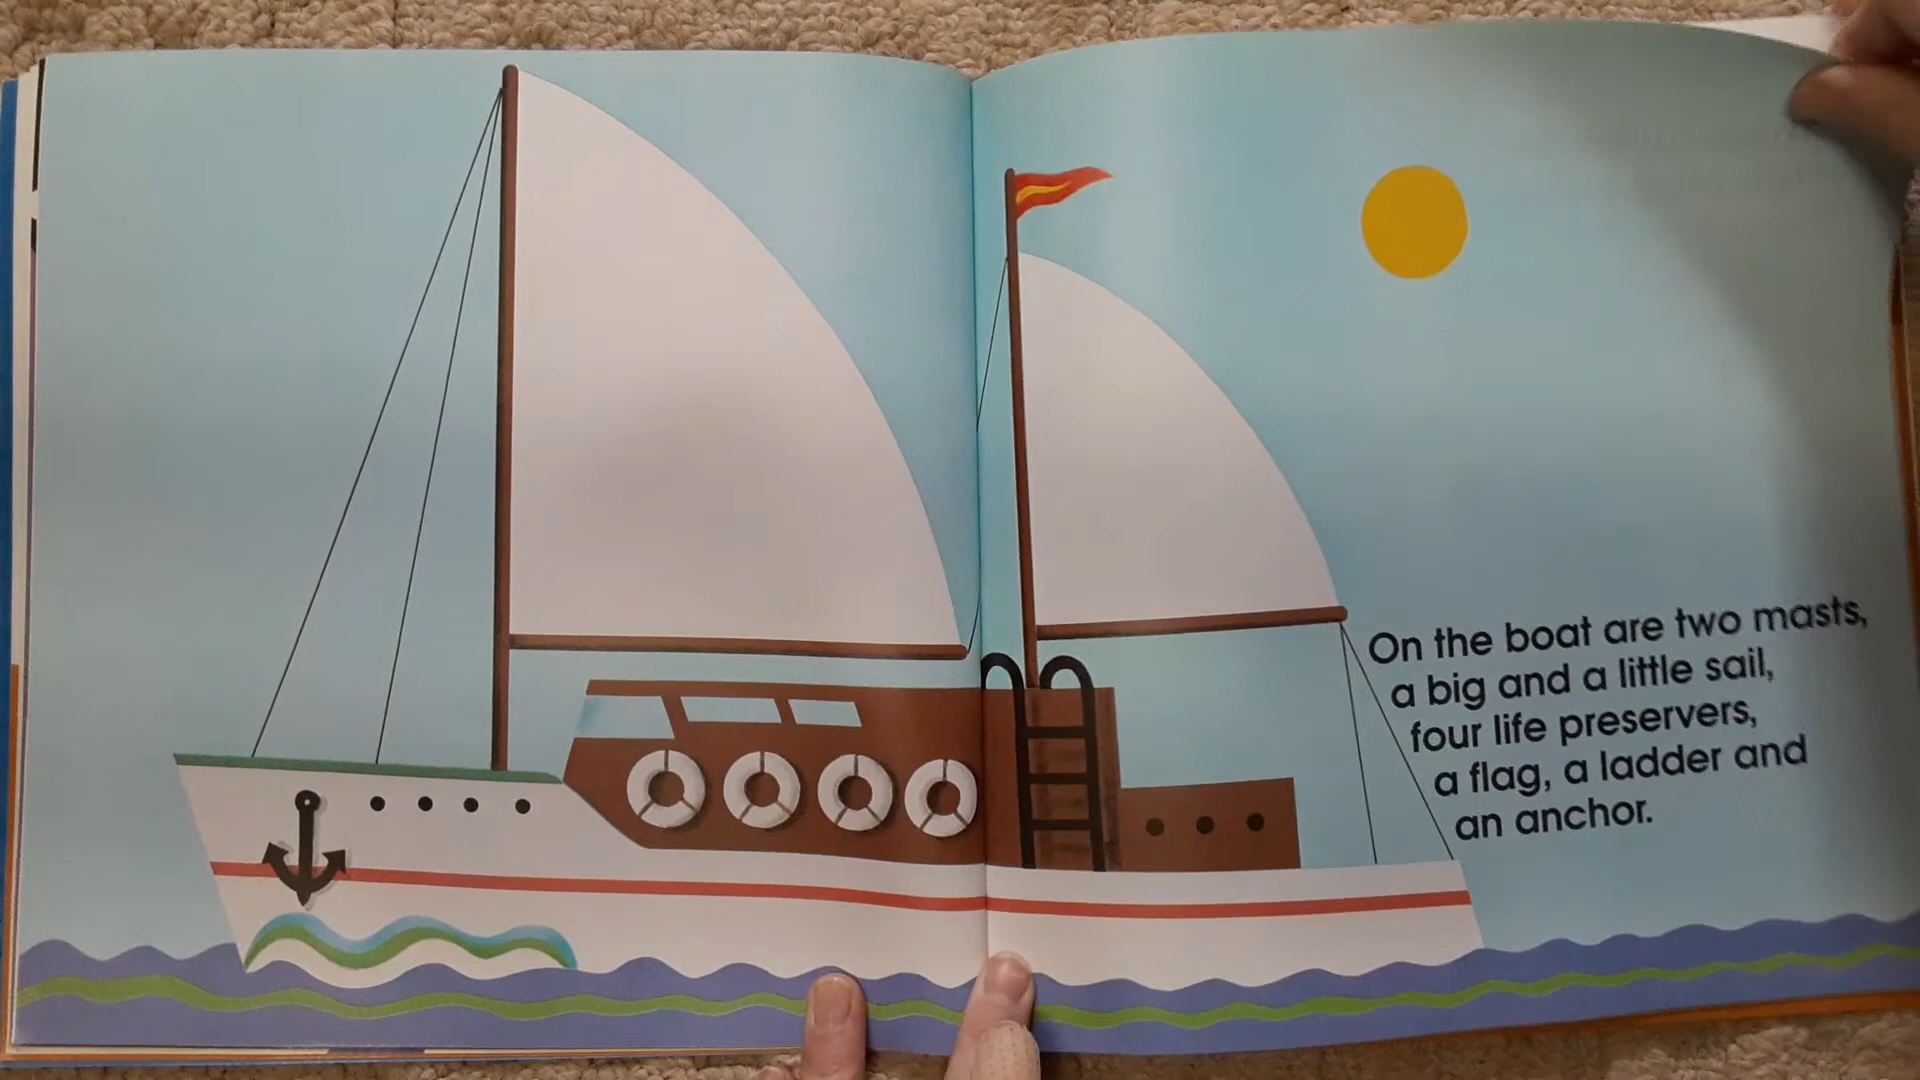 On the boat are two masts,
a big and a little sail,
four life preservers,
a flag, a ladder and
an anchor.